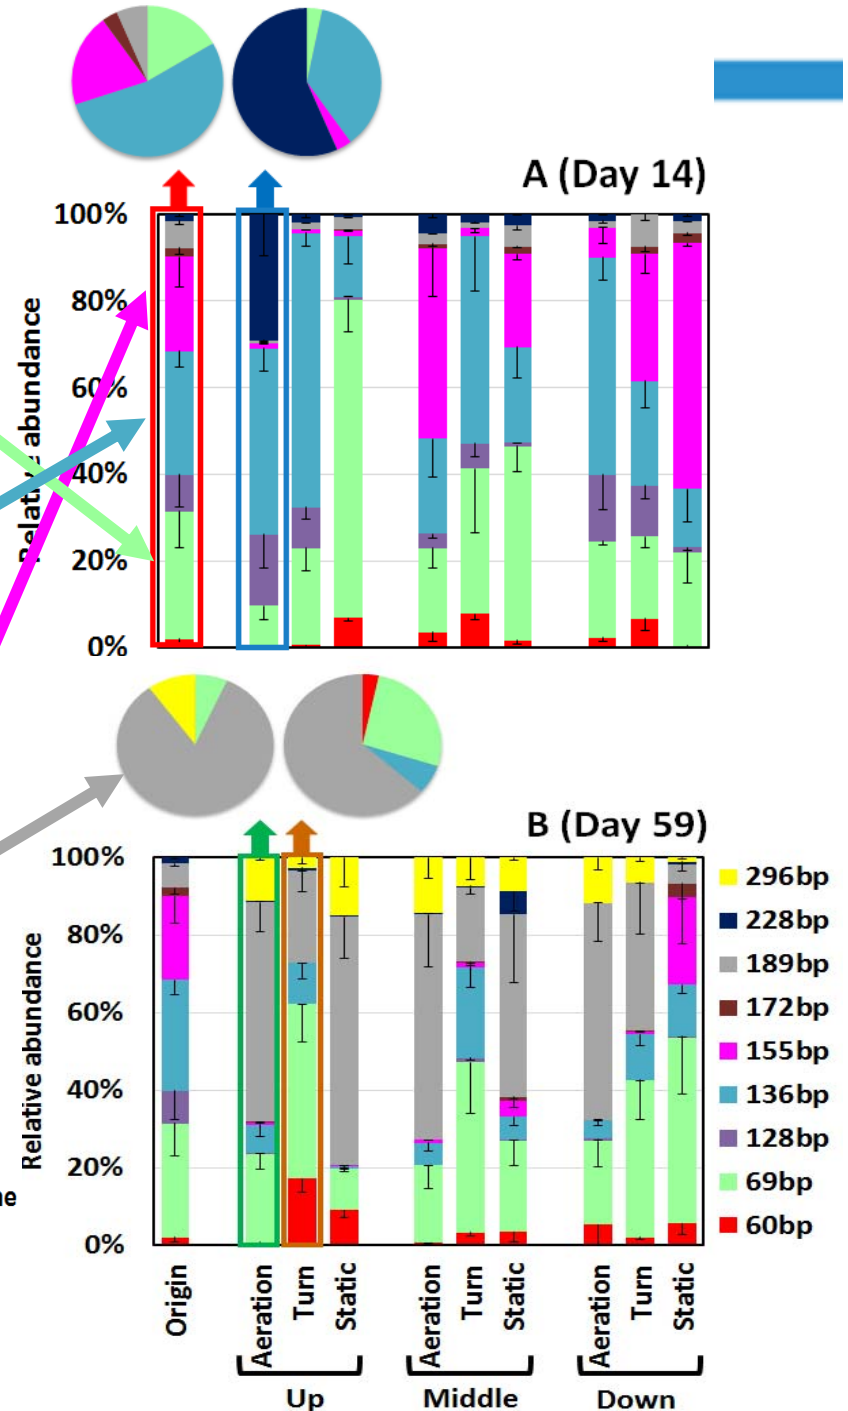 A (Day 14)
100%
80%
60%
40%
20%
0%
Relative abundance
B (Day 59)
100%
80%
60%
40%
20%
0%
Relative abundance
296bp
228bp
189bp
172bp
155bp
136bp
128bp
69bp
60bp
Origin
Aeration
Turn
Static
Aeration
Turn
Static
Aeration
Turn
Static
Up
Middle
Down